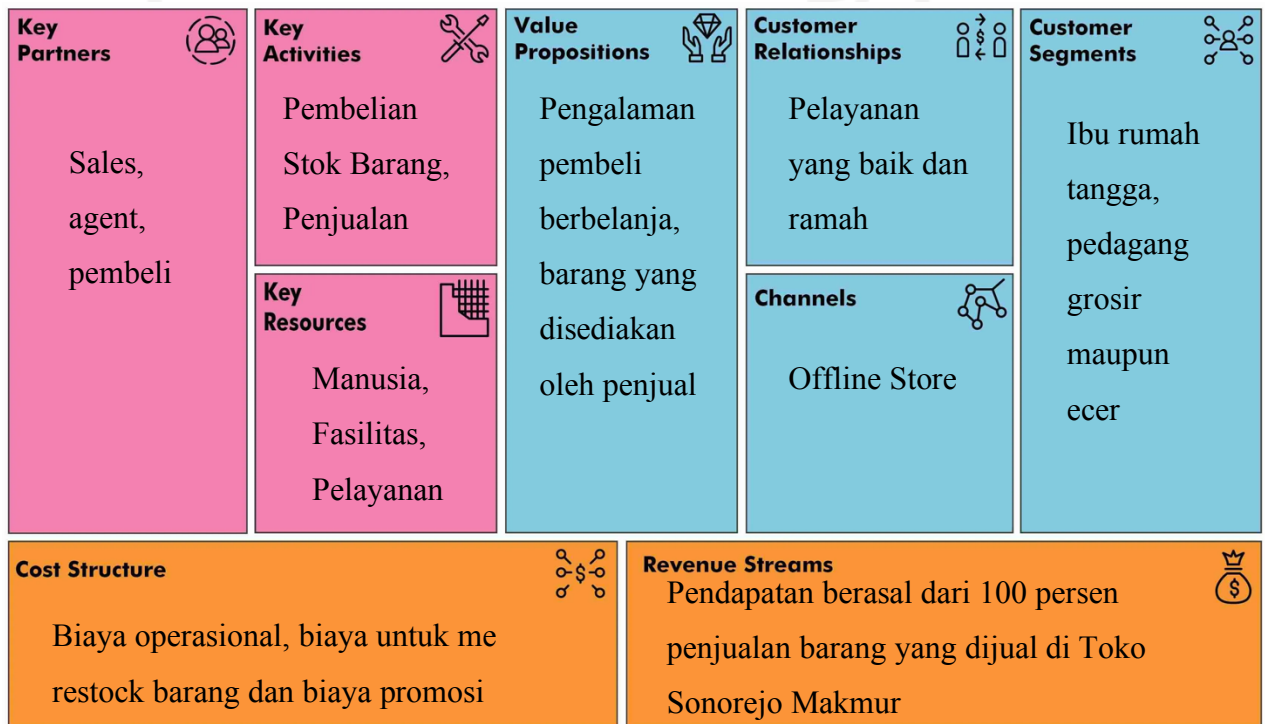 Key
Partners
Sales,
agent,
pembeli
Key
Activities
Pembelian
Stok Barang,
Penjualan
Key
Resources
Manusia,
Fasilitas,
Pelayanan
Value
Propositions
Pengalaman
pembeli
berbelanja,
barang yang
disediakan
oleh penjual
Customer
Relationships
Pelayanan
yang baik dan
ramah
Channels
Offline Store
Customer
Segments
Ibu rumah
tangga,
pedagang
grosir
maupun
ecer
Cost Structure
Biaya operasional, biaya untuk me
restock barang dan biaya promosi
Revenue Streams
Pendapatan berasal dari 100 persen
penjualan barang yang dijual di Toko
Sonorejo Makmur